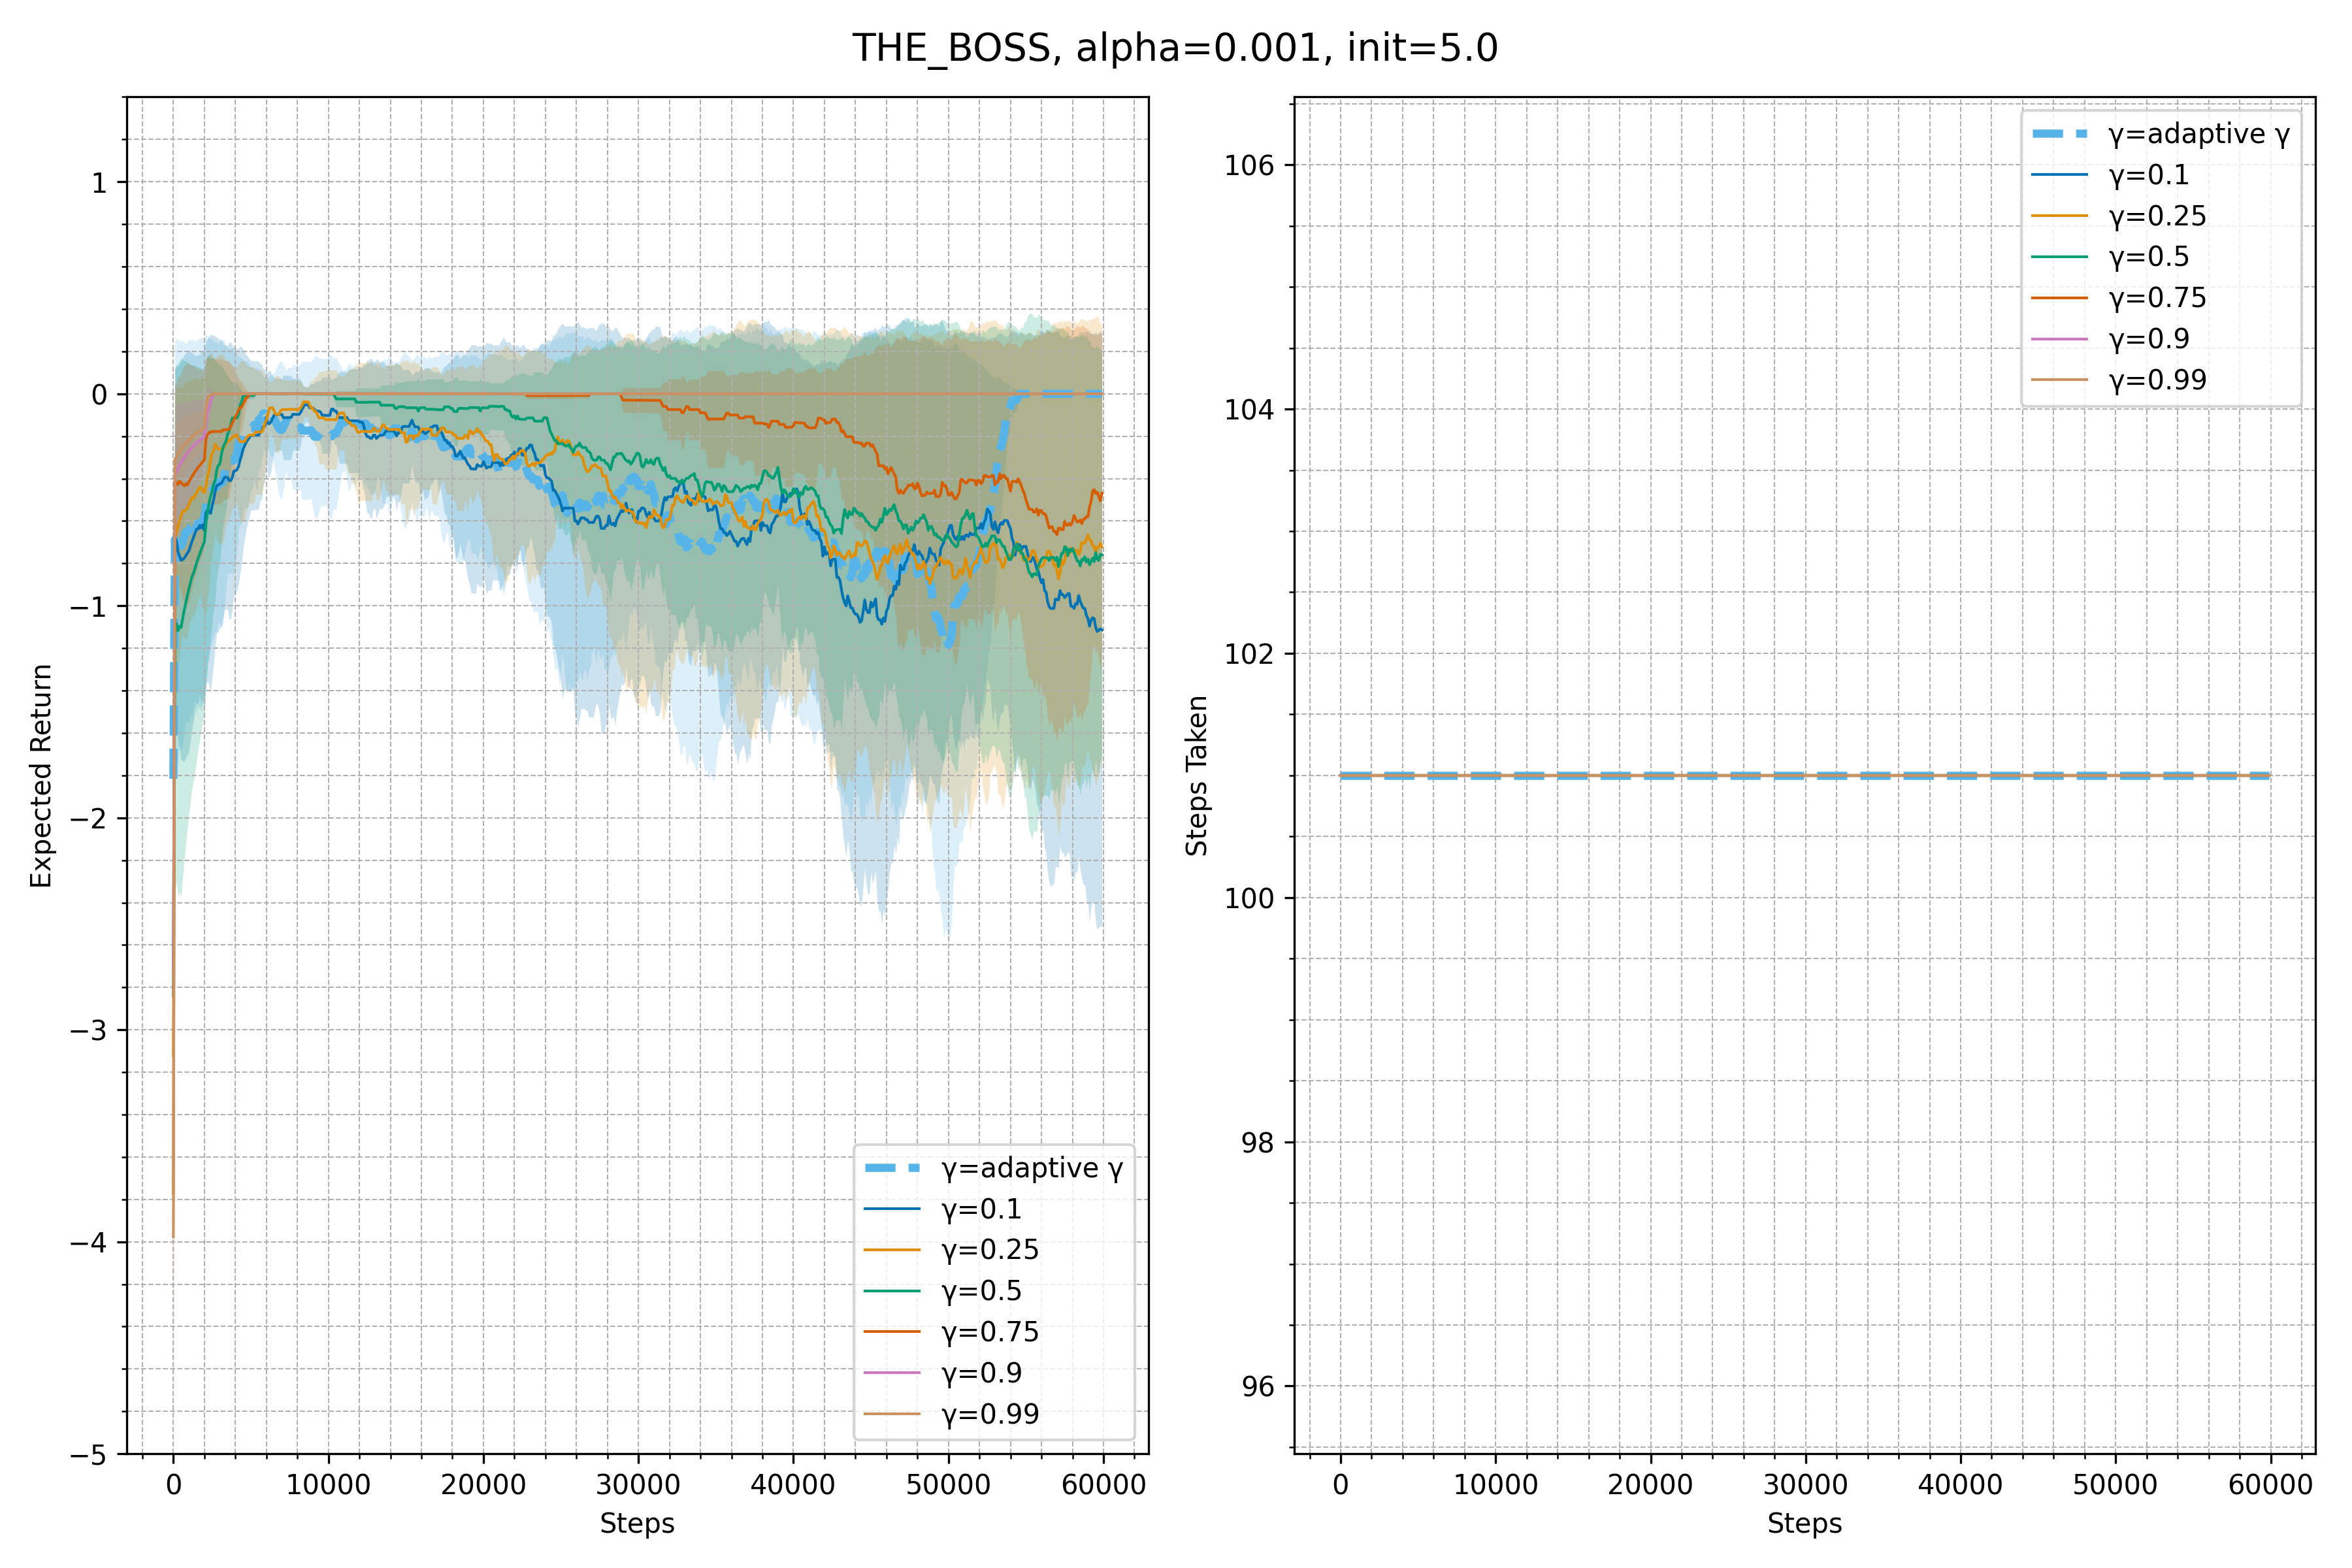 THE_BOSS, alpha=0.001, init=5.0
Expected Return
1
0
−1
−2
−3
−4
−5
0 10000 20000 30000 40000 50000 60000
Steps
γ=adaptive γ
γ=0.1
γ=0.25
γ=0.5
γ=0.75
γ=0.9
γ=0.99
Steps Taken
106
104
102
100
98
96
0 10000 20000 30000 40000 50000 60000
Steps
γ=adaptive γ
γ=0.1
γ=0.25
γ=0.5
γ=0.75
γ=0.9
γ=0.99